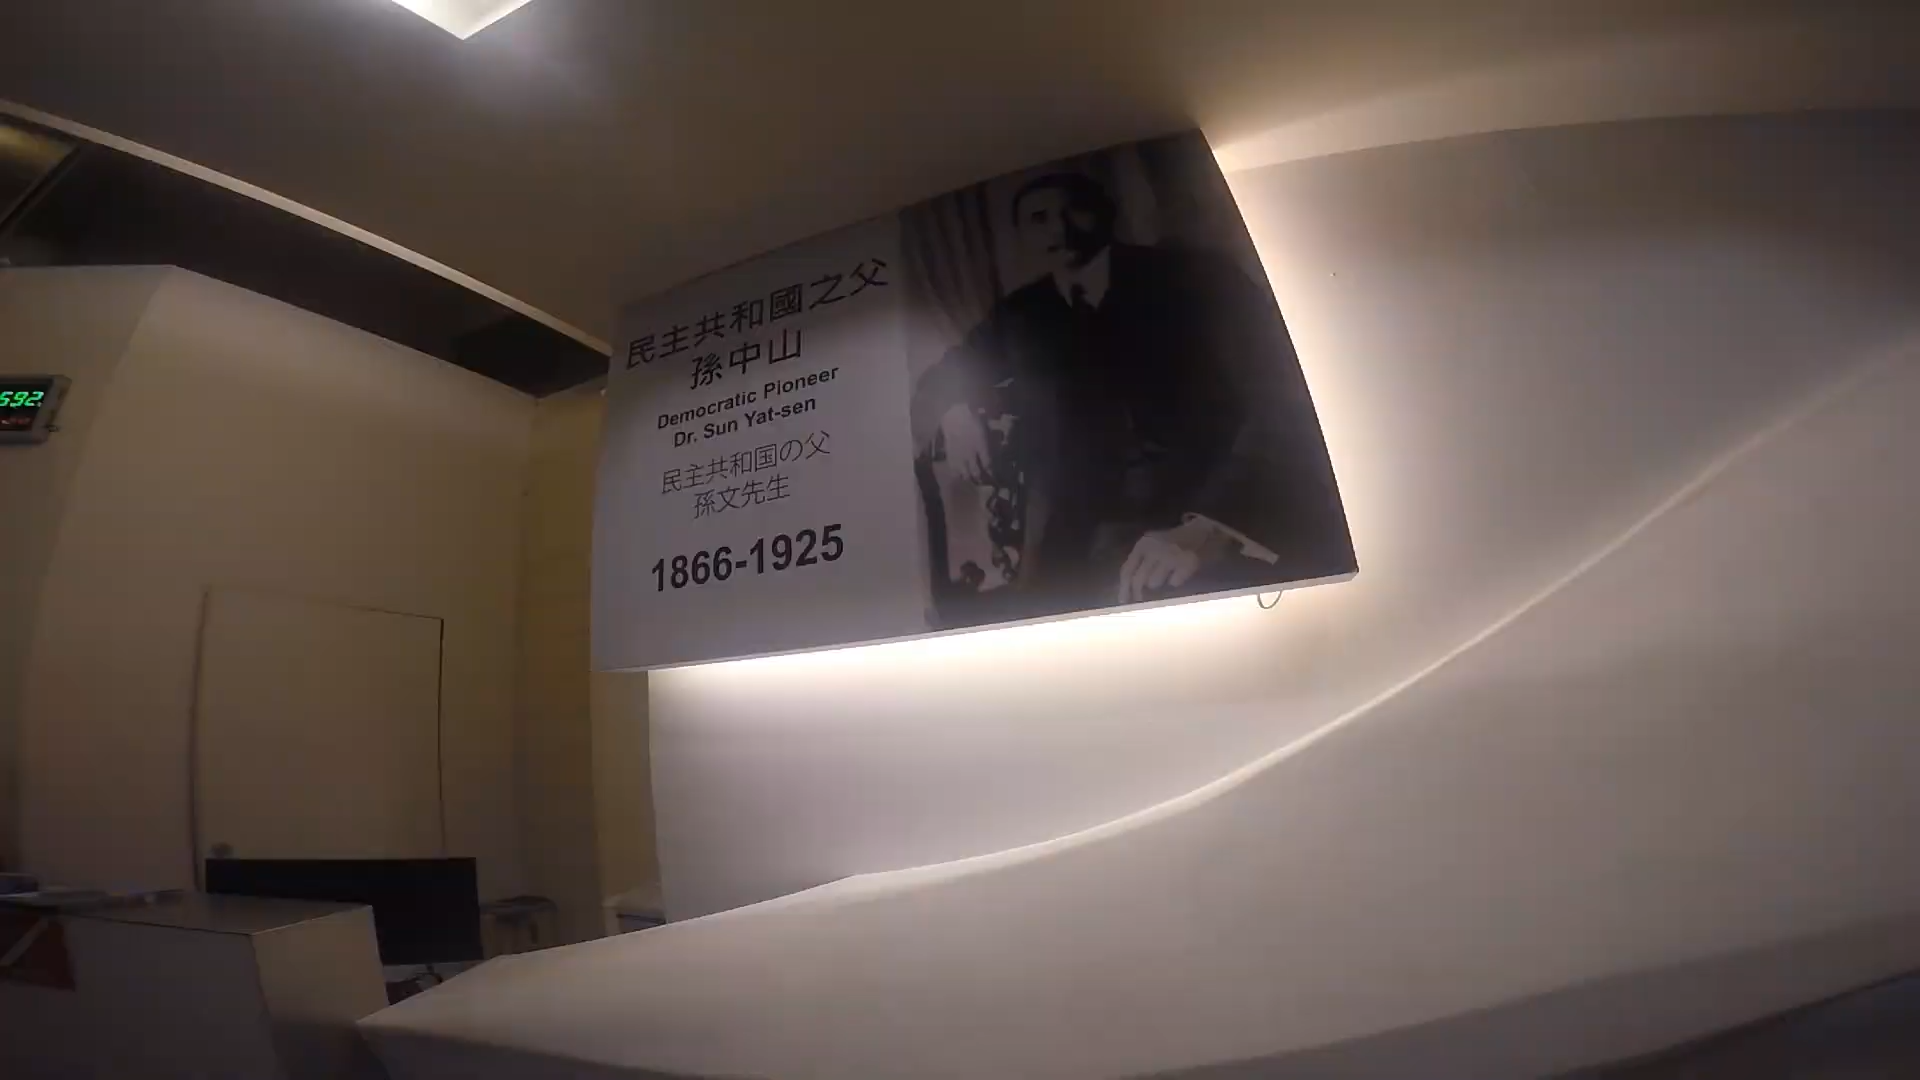 民主共和國之父
孫中山
Democratic Pioneer
Dr. Sun Yat-sen
民主共和国の父
孫文先生
1866-1925
592